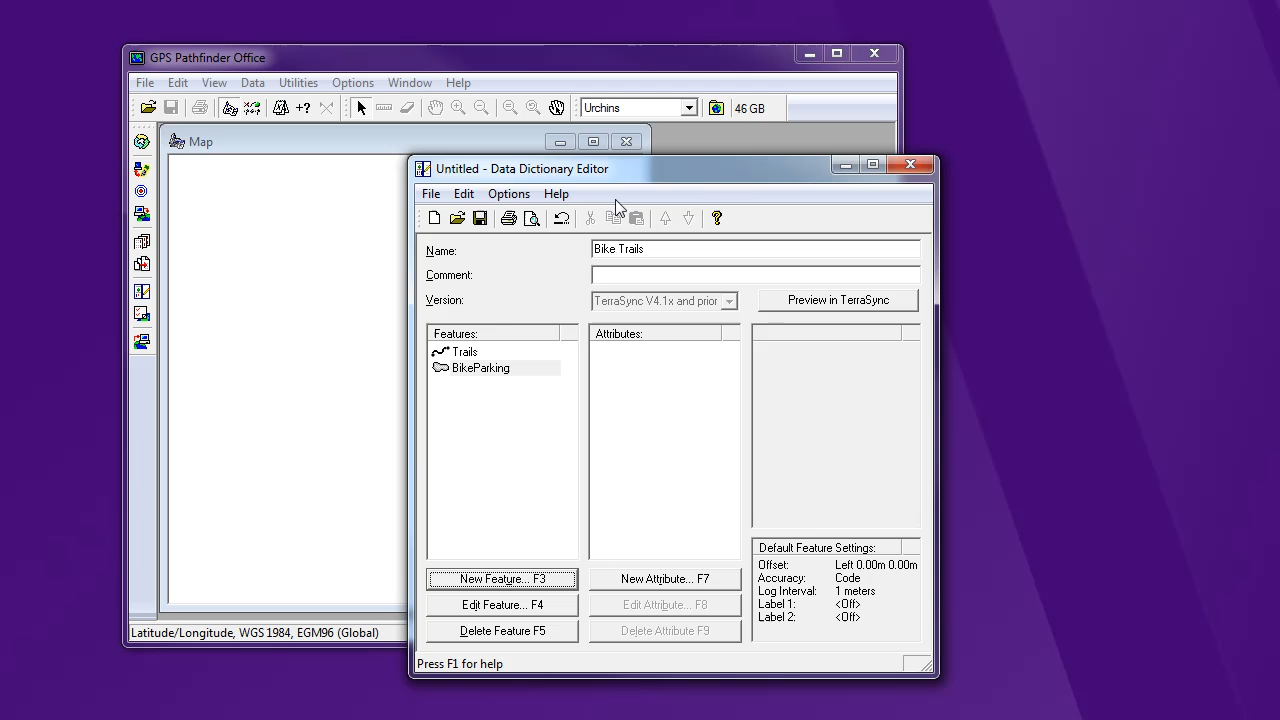 GPS Pathfinder Office
File Edit View Data Utilities Options Window Help
Urchins 46 GB
Map
Untitled - Data Dictionary Editor
File Edit Options Help
Name: Bike Trails
Comment:
Version: TerraSync V4.1x and prior Preview in TerraSync
Features: Attributes:
Trails
BikeParking
Default Feature Settings:
Offset: Left 0.00m 0.00m
Accuracy: Code
Log Interval: 1 meters
Label 1: <Off>
Label 2: <Off>
New Feature... F3 New Attribute... F7
Edit Feature... F4 Edit Attribute... F8
Delete Feature F5 Delete Attribute F9
Latitude/Longitude, WGS 1984, EGM96 (Global)
Press F1 for help